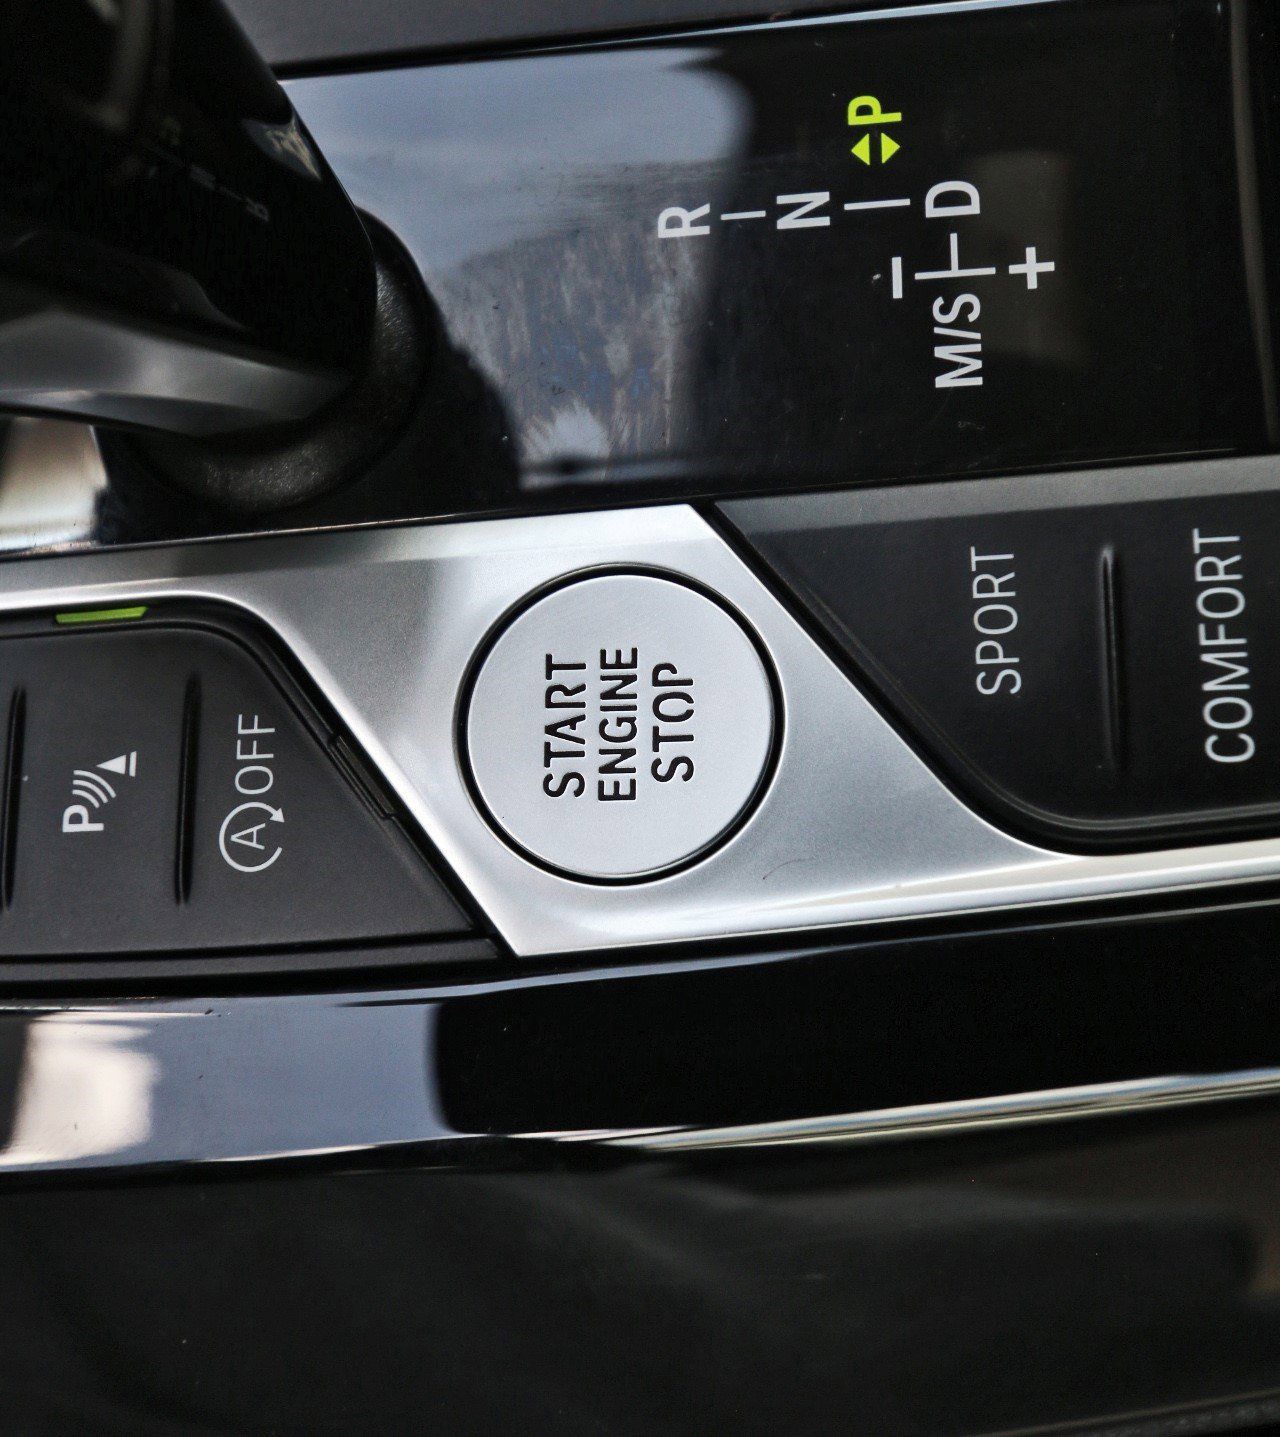 P
R
N
D
–
+
M/S
SPORT
COMFORT
START
ENGINE
STOP
A OFF
P